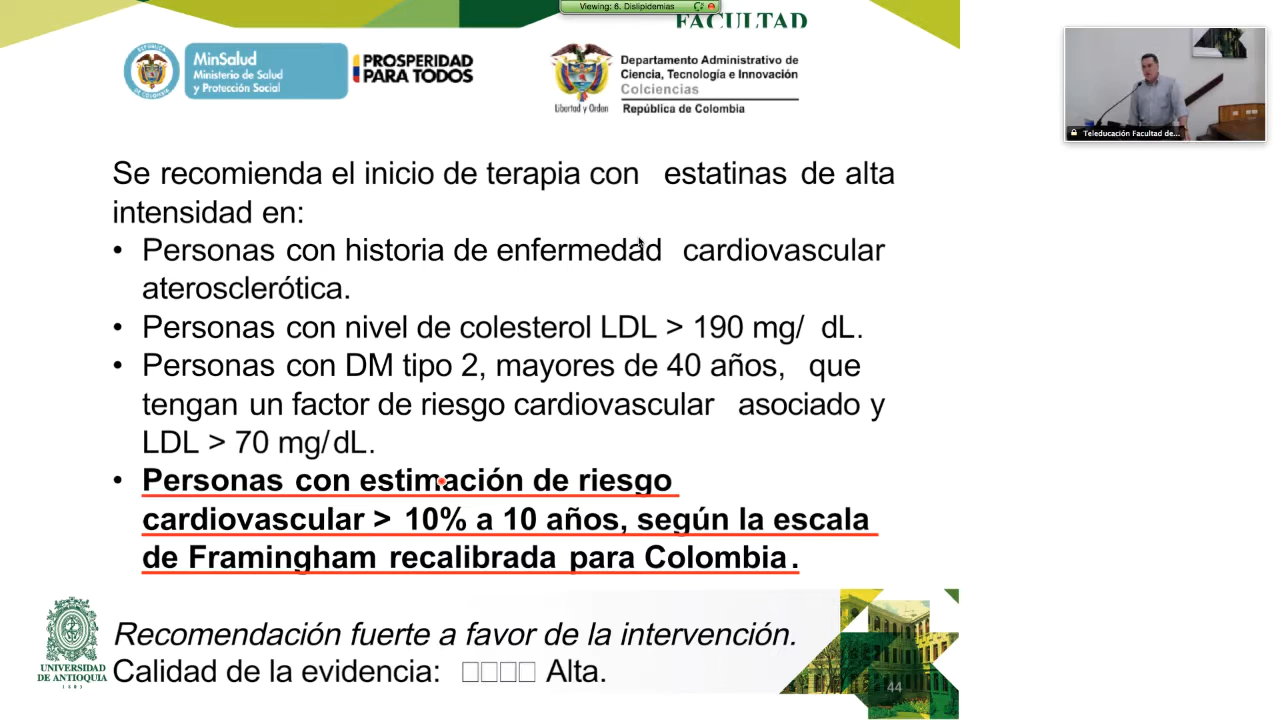 Viewing: 6. Dislipidemias
FACULTAD
REPÚBLICA DE COLOMBIA
MinSalud
Ministerio de Salud
y Protección Social
PROSPERIDAD
PARA TODOS
Libertad y Orden
Departamento Administrativo de
Ciencia, Tecnología e Innovación
Colciencias
República de Colombia
Teleducación Facultad de...
Se recomienda el inicio de terapia con estatinas de alta
intensidad en:
• Personas con historia de enfermedad cardiovascular
aterosclerótica.
• Personas con nivel de colesterol LDL > 190 mg/ dL.
• Personas con DM tipo 2, mayores de 40 años, que
tengan un factor de riesgo cardiovascular asociado y
LDL > 70 mg/dL.
• Personas con estimación de riesgo
cardiovascular > 10% a 10 años, según la escala
de Framingham recalibrada para Colombia.
Recomendación fuerte a favor de la intervención.
Calidad de la evidencia: □□□□ Alta.
UNIVERSIDAD
DE ANTIOQUIA
1803
44